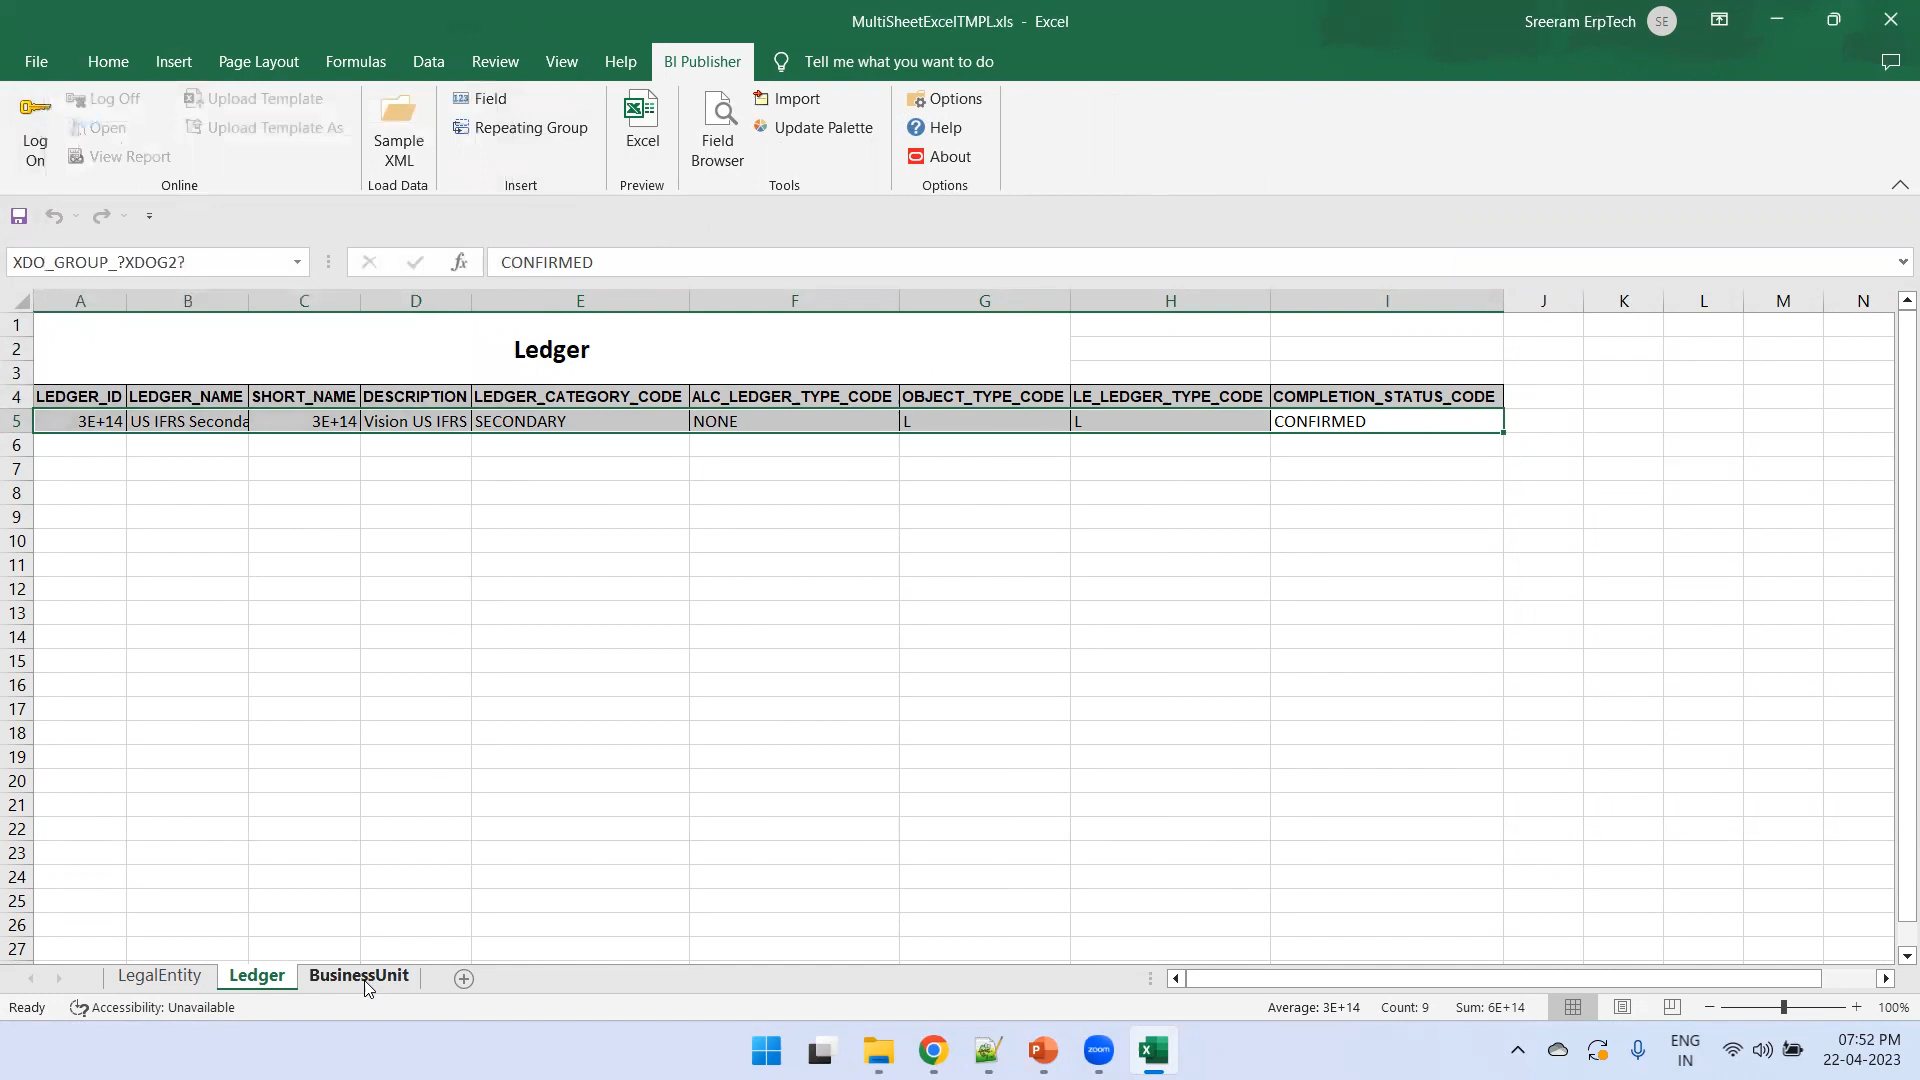 MultiSheetExcelTMPL.xls - Excel
Sreeram ErpTech SE
File Home Insert Page Layout Formulas Data Review View Help BI Publisher Tell me what you want to do
Log On
Log Off
Open
View Report
Upload Template
Upload Template As
Online
Sample XML
Load Data
Field
Repeating Group
Insert
Excel
Preview
Field Browser
Import
Update Palette
Tools
Options
Help
About
Options
XDO_GROUP_?XDOG2? fx CONFIRMED
A B C D E F G H I J K L M N
1
2 Ledger
3
4 LEDGER_ID LEDGER_NAME SHORT_NAME DESCRIPTION LEDGER_CATEGORY_CODE ALC_LEDGER_TYPE_CODE OBJECT_TYPE_CODE LE_LEDGER_TYPE_CODE COMPLETION_STATUS_CODE
5 3E+14 US IFRS Seconda 3E+14 Vision US IFRS SECONDARY NONE L L CONFIRMED
6
7
8
9
10
11
12
13
14
15
16
17
18
19
20
21
22
23
24
25
26
27
LegalEntity Ledger BusinessUnit
Ready Accessibility: Unavailable Average: 3E+14 Count: 9 Sum: 6E+14 100%
zoom
ENG
IN
07:52 PM
22-04-2023